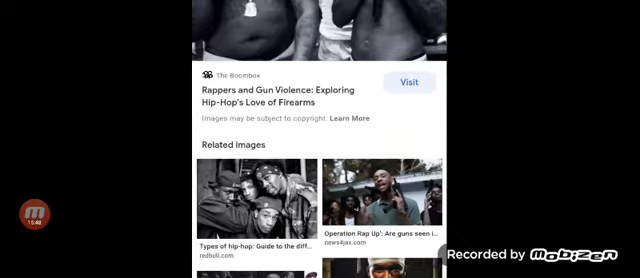 The Boombox
Rappers and Gun Violence: Exploring
Hip-Hop's Love of Firearms
Visit
Images may be subject to copyright. Learn More
Related images
Types of hip-hop: Guide to the diff...
redbull.com
Operation Rap Up': Are guns seen i...
news4jax.com
15:48
Recorded by mobizen